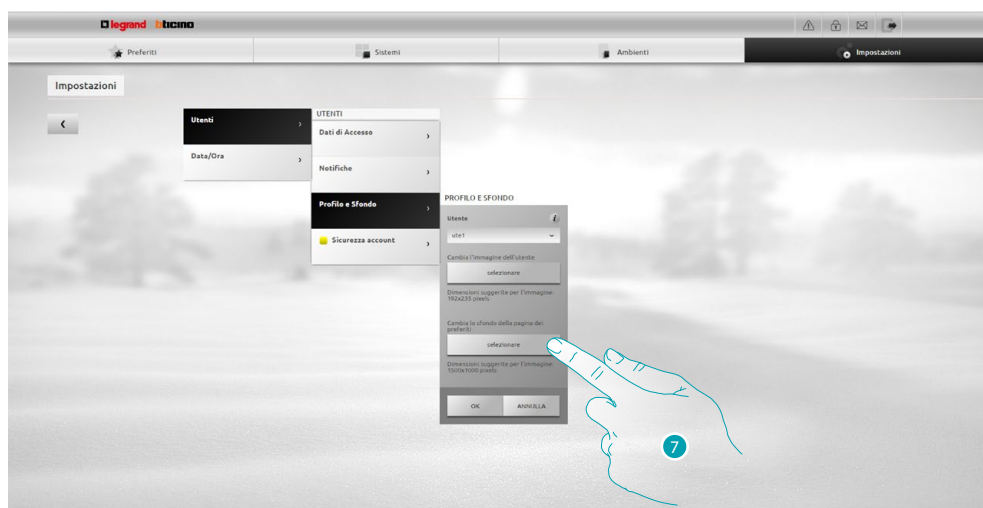 legrand bticino
Preferiti
Sistemi
Ambienti
Impostazioni
Impostazioni
Utenti
Data/Ora
UTENTI
Dati di Accesso
Notifiche
Profilo e Sfondo
Sicurezza account
PROFILO E SFONDO
Utente
i
ute1
Cambia l'immagine dell'utente
selezionare
Dimensioni suggerite per l'immagine:
192x235 pixels
Cambia lo sfondo della pagina dei
preferiti
selezionare
Dimensioni suggerite per l'immagine:
1500x1000 pixels
OK
ANNULLA
7